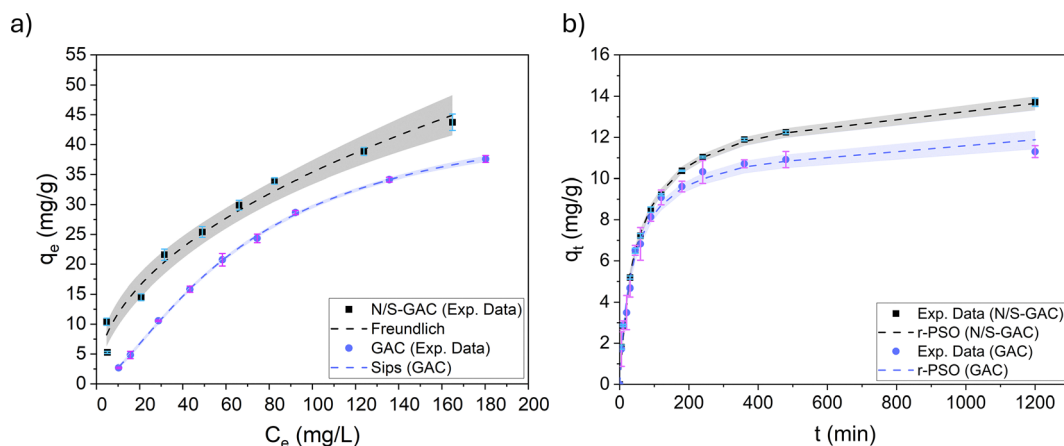 a)
55
50
45
40
35
30
25
20
15
10
5
0
q_e (mg/g)
0
20
40
60
80
100
120
140
160
180
200
C_e (mg/L)
N/S-GAC (Exp. Data)
Freundlich
GAC (Exp. Data)
Sips (GAC)
b)
16
14
12
10
8
6
4
2
0
q_t (mg/g)
0
200
400
600
800
1000
1200
t (min)
Exp. Data (N/S-GAC)
r-PSO (N/S-GAC)
Exp. Data (GAC)
r-PSO (GAC)